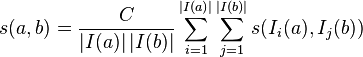 s(a, b) = \frac{C}{|I(a)| |I(b)|} \sum_{i=1}^{|I(a)|} \sum_{j=1}^{|I(b)|} s(I_i(a), I_j(b))